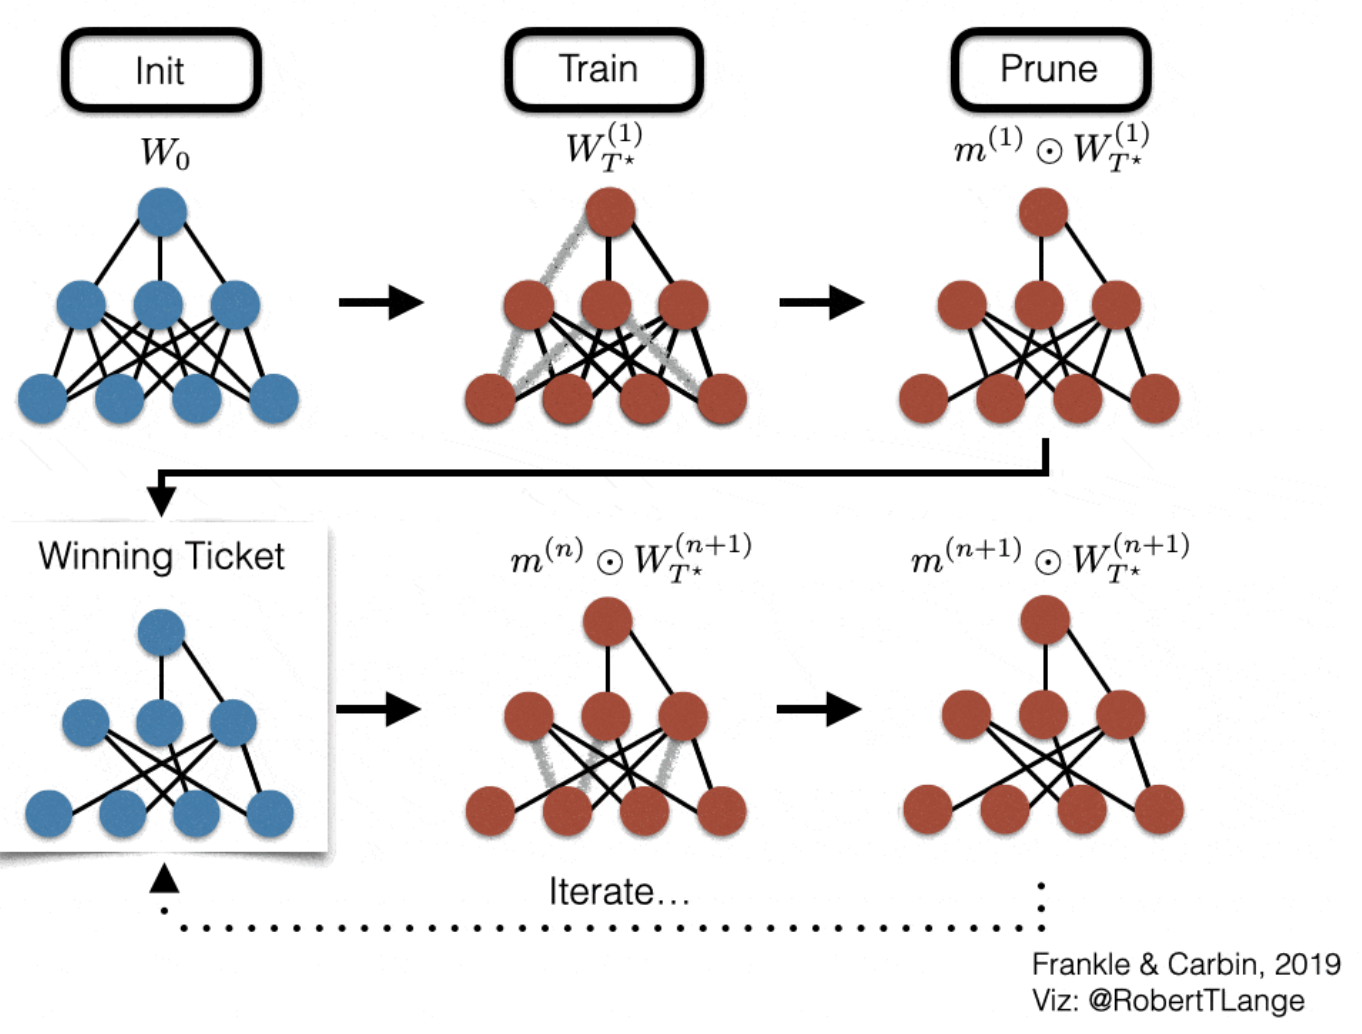 Init
Train
Prune
W₀
W_{T⋆}^{(1)}
m^{(1)} ⊙ W_{T⋆}^{(1)}
Winning Ticket
m^{(n)} ⊙ W_{T⋆}^{(n+1)}
m^{(n+1)} ⊙ W_{T⋆}^{(n+1)}
Iterate...
Frankle & Carbin, 2019
Viz: @RobertTLange